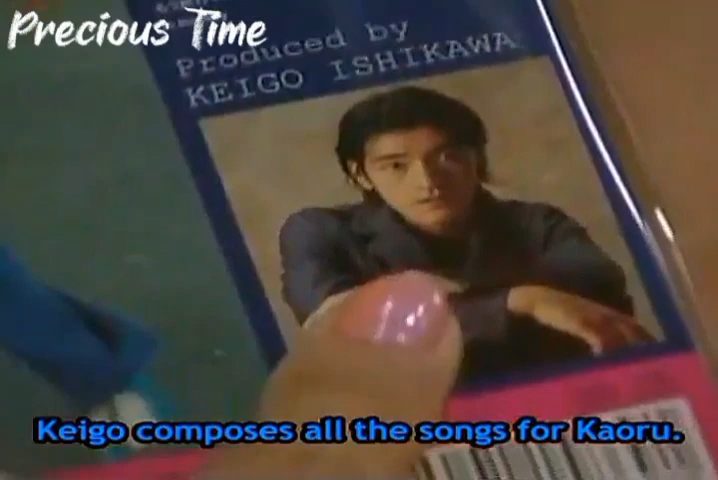 Precious Time
Produced by
KEIGO ISHIKAWA
Keigo composes all the songs for Kaoru.